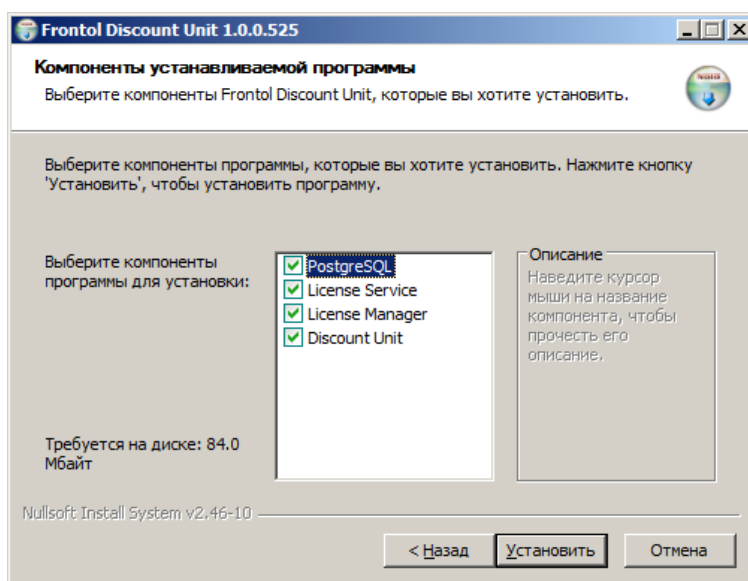 Frontol Discount Unit 1.0.0.525
Компоненты устанавливаемой программы
Выберите компоненты Frontol Discount Unit, которые вы хотите установить.
Выберите компоненты программы, которые вы хотите установить. Нажмите кнопку
'Установить', чтобы установить программу.
Выберите компоненты
программы для установки:
PostgreSQL
License Service
License Manager
Discount Unit
Описание
Наведите курсор
мыши на название
компонента, чтобы
прочесть его
описание.
Требуется на диске: 84.0
Мбайт
Nullsoft Install System v2.46-10
< Назад
Установить
Отмена